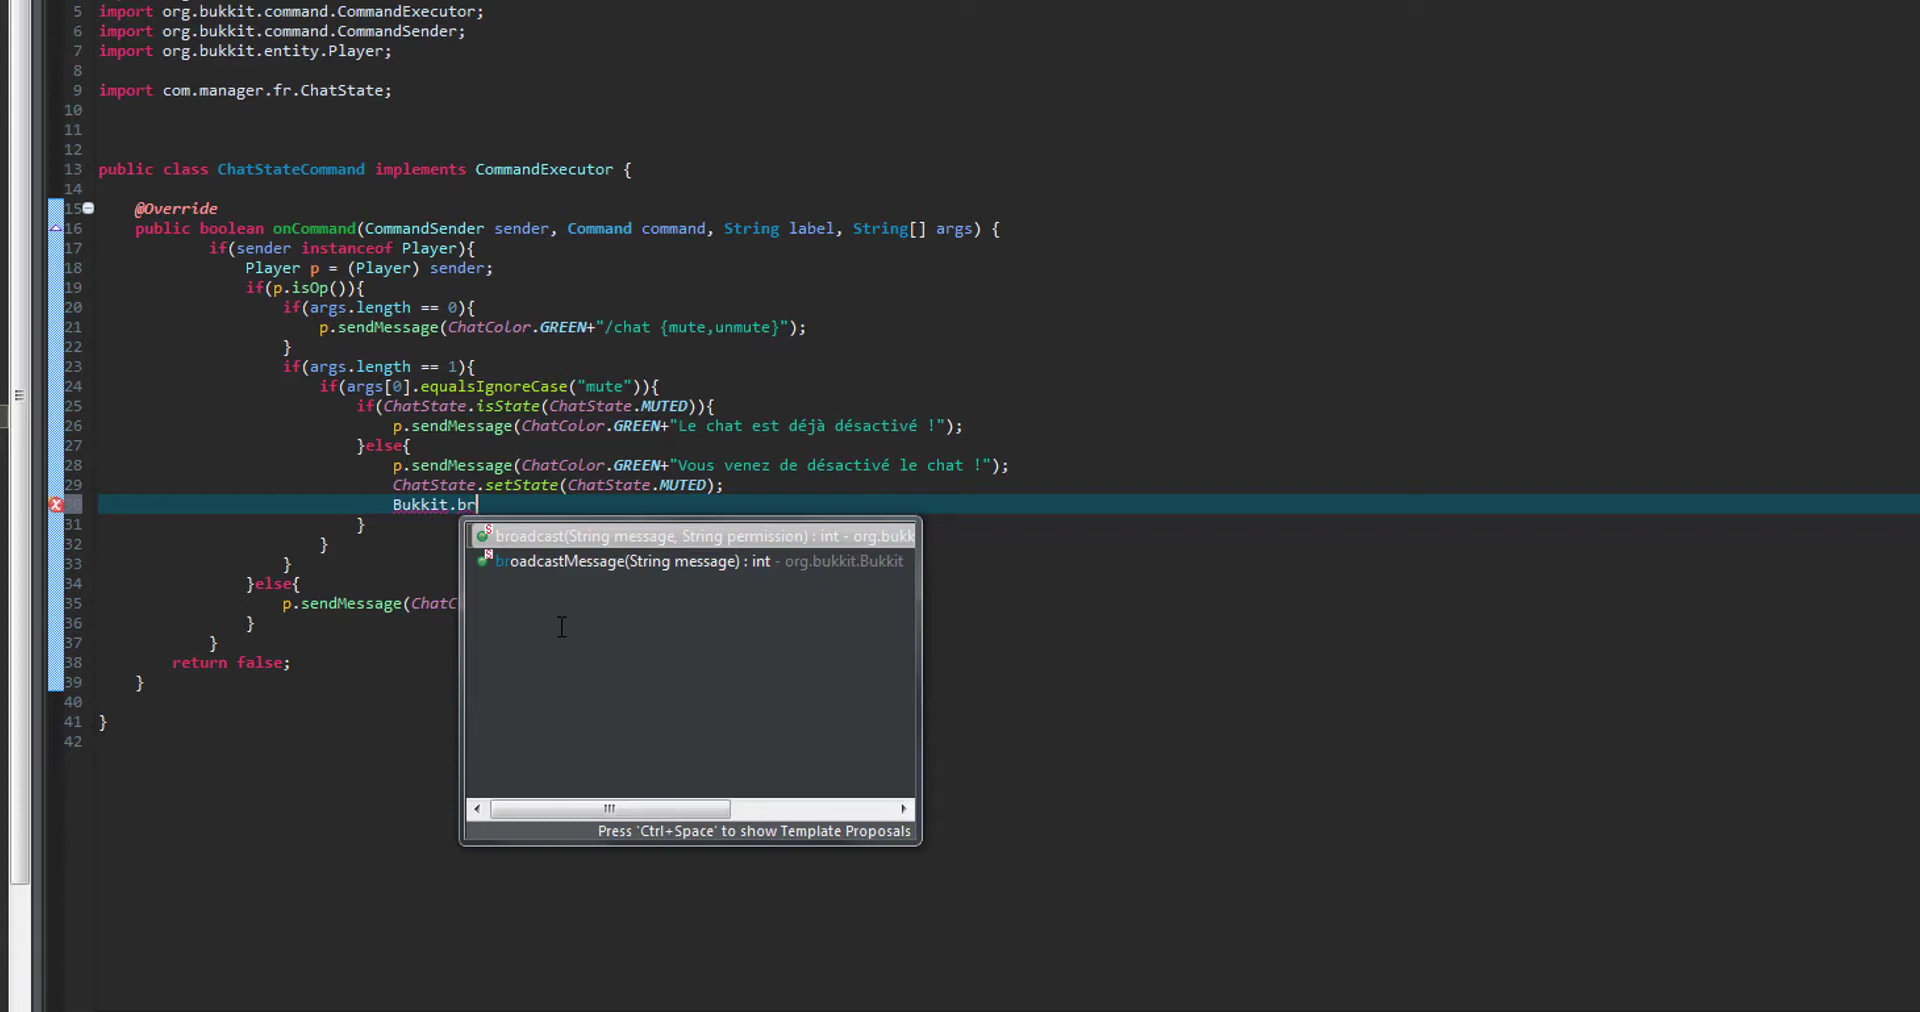 5 import org.bukkit.command.CommandExecutor;
6 import org.bukkit.command.CommandSender;
7 import org.bukkit.entity.Player;
8
9 import com.manager.fr.ChatState;
10
11
12
13 public class ChatStateCommand implements CommandExecutor {
14
15 @Override
16 public boolean onCommand(CommandSender sender, Command command, String label, String[] args) {
17 if(sender instanceof Player){
18 Player p = (Player) sender;
19 if(p.isOp()){
20 if(args.length == 0){
21 p.sendMessage(ChatColor.GREEN+"/chat {mute,unmute}");
22 }
23 if(args.length == 1){
24 if(args[0].equalsIgnoreCase("mute")){
25 if(ChatState.isState(ChatState.MUTED)){
26 p.sendMessage(ChatColor.GREEN+"Le chat est déjà désactivé !");
27 }else{
28 p.sendMessage(ChatColor.GREEN+"Vous venez de désactivé le chat !");
29 ChatState.setState(ChatState.MUTED);
30 Bukkit.br
31 }
broadcast(String message, String permission) : int - org.bukk
32 }
broadcastMessage(String message) : int - org.bukkit.Bukkit
33 }
34 }else{
35 p.sendMessage(ChatC
36 }
37 }
38 return false;
39 }
40
41 }
42
Press 'Ctrl+Space' to show Template Proposals